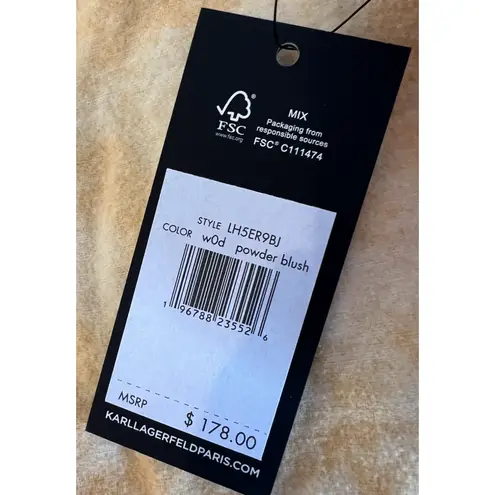 FSC®
www.fsc.org
MIX
Packaging from
responsible sources
FSC® C111474
STYLE LH5ER9BJ
COLOR w0d powder blush
1 96788 23552 6
MSRP $ 178.00
KARLLAGERFELDPARIS.COM